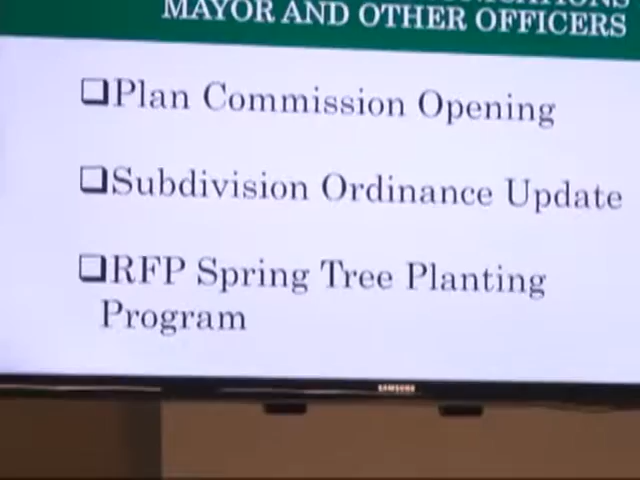 MAYOR AND OTHER OFFICERS
❑Plan Commission Opening
❑Subdivision Ordinance Update
❑RFP Spring Tree Planting
Program
SAMSUNG